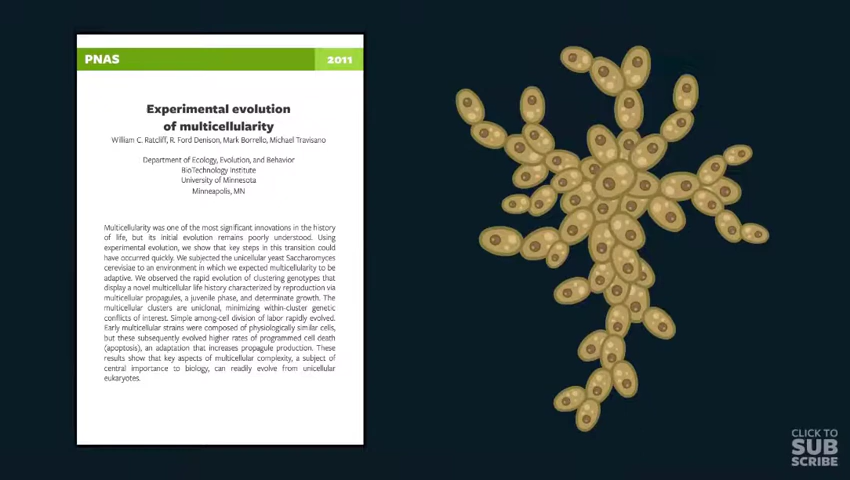 PNAS 2011
Experimental evolution
of multicellularity
William C. Ratcliff, R. Ford Denison, Mark Borrello, Michael Travisano
Department of Ecology, Evolution, and Behavior
BioTechnology Institute
University of Minnesota
Minneapolis, MN
Multicellularity was one of the most significant innovations in the history
of life, but its initial evolution remains poorly understood. Using
experimental evolution, we show that key steps in this transition could
have occurred quickly. We subjected the unicellular yeast Saccharomyces
cerevisiae to an environment in which we expected multicellularity to be
adaptive. We observed the rapid evolution of clustering genotypes that
display a novel multicellular life history characterized by reproduction via
multicellular propagules, a juvenile phase, and determinate growth. The
multicellular clusters are uniclonal, minimizing within-cluster genetic
conflicts of interest. Simple among-cell division of labor rapidly evolved.
Early multicellular strains were composed of physiologically similar cells,
but these subsequently evolved higher rates of programmed cell death
(apoptosis), an adaptation that increases propagule production. These
results show that key aspects of multicellular complexity, a subject of
central importance to biology, can readily evolve from unicellular
eukaryotes.
CLICK TO
SUB
SCRIBE